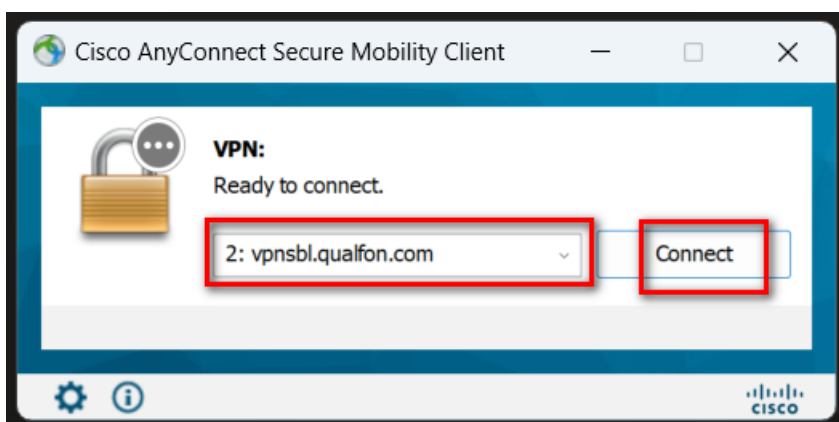 Cisco AnyConnect Secure Mobility Client
VPN:
Ready to connect.
2: vpnsbl.qualfon.com
Connect
CISCO